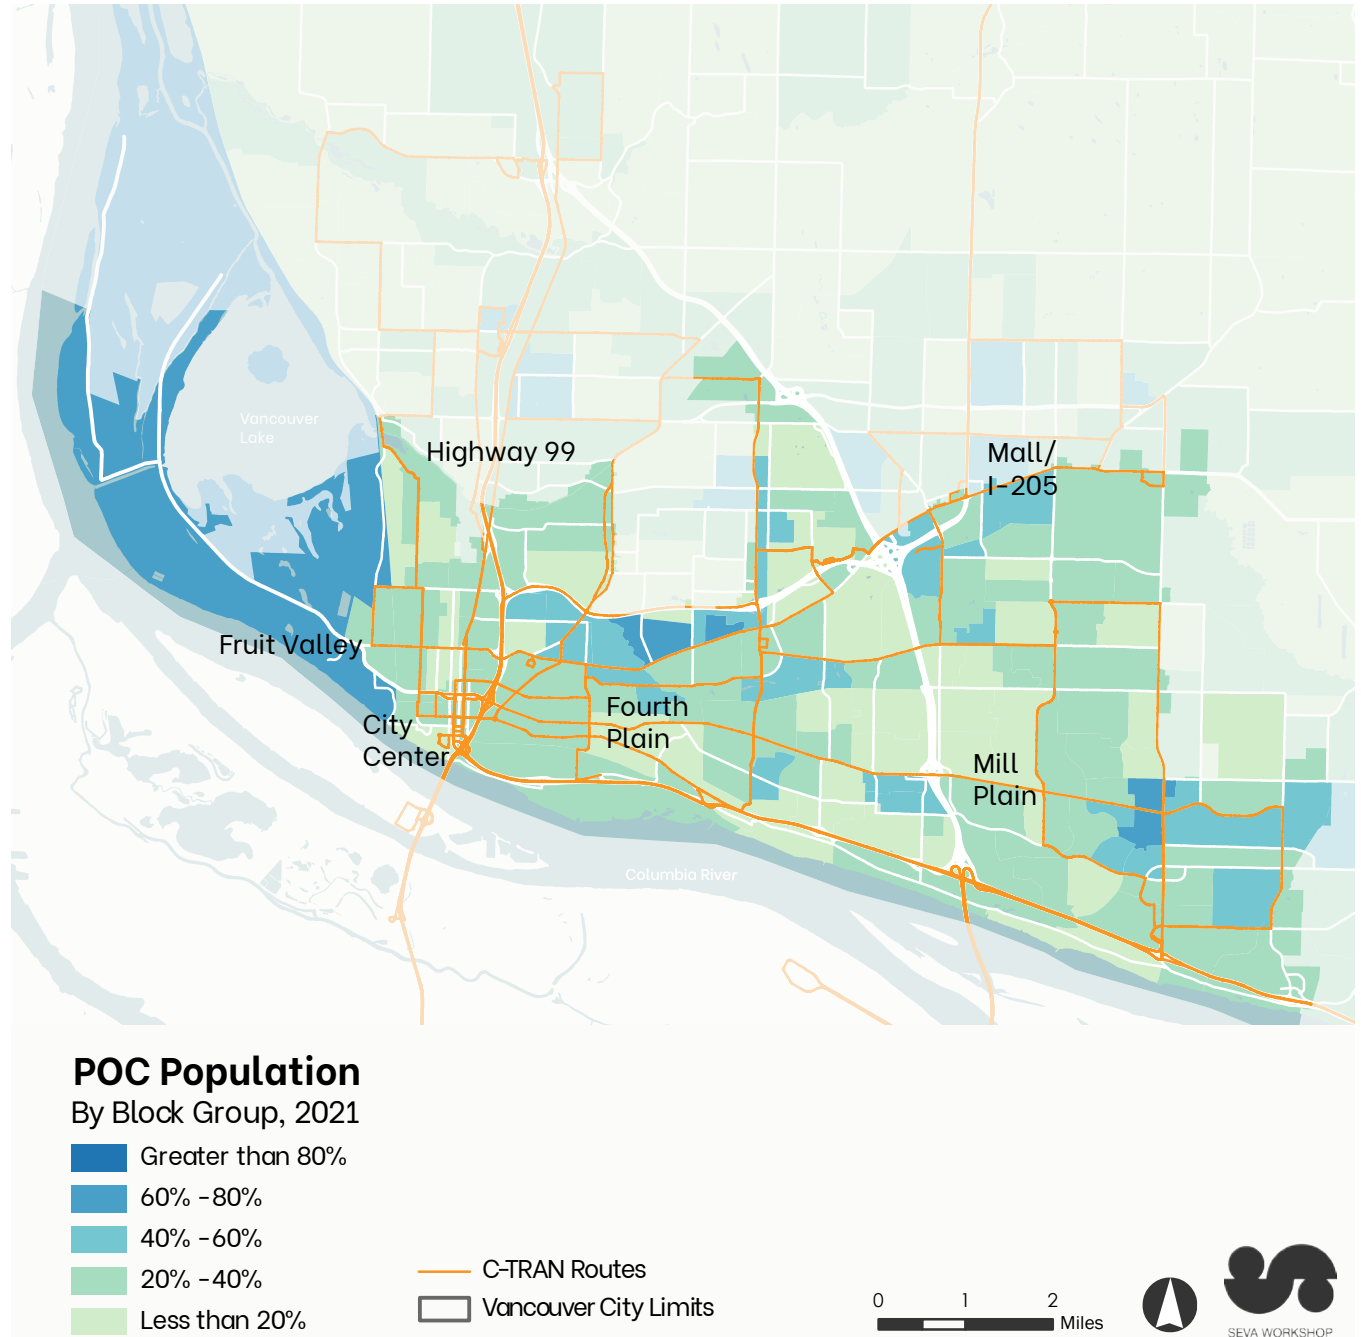 Vancouver
Lake
Highway 99
Mall/
I-205
Fruit Valley
City
Center
Fourth
Plain
Mill
Plain
Columbia River
POC Population
By Block Group, 2021
Greater than 80%
60% -80%
40% -60%
20% -40%
Less than 20%
C-TRAN Routes
Vancouver City Limits
0 1 2
Miles
SEVA WORKSHOP